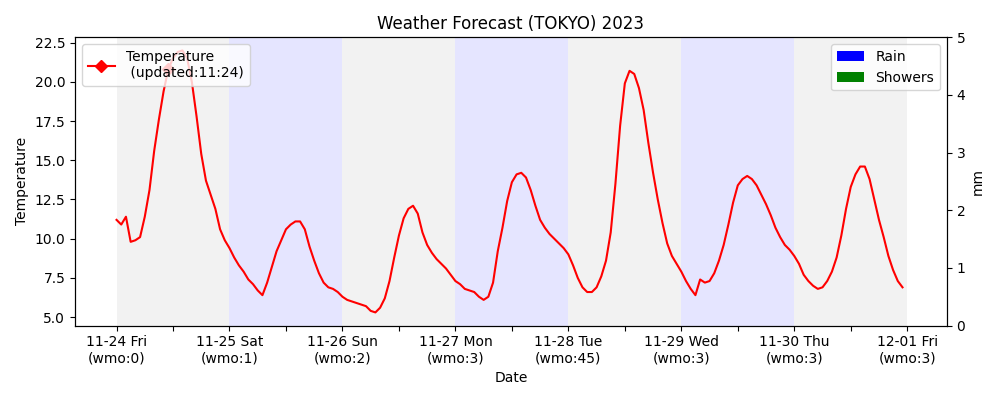 Weather Forecast (TOKYO) 2023
Temperature
(updated:11:24)
Rain
Showers
Temperature
22.5
20.0
17.5
15.0
12.5
10.0
7.5
5.0
5
4
3
2
1
0
mm
11-24 Fri
(wmo:0)
11-25 Sat
(wmo:1)
11-26 Sun
(wmo:2)
11-27 Mon
(wmo:3)
11-28 Tue
(wmo:45)
11-29 Wed
(wmo:3)
11-30 Thu
(wmo:3)
12-01 Fri
(wmo:3)
Date